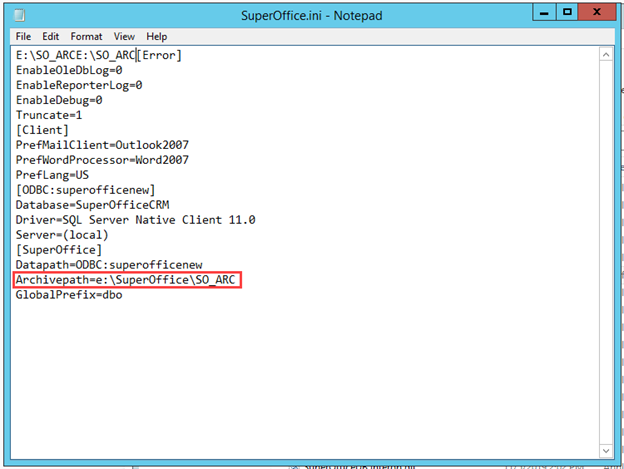 SuperOffice.ini - Notepad
File Edit Format View Help
E:\SO_ARCE:\SO_ARC[Error]
EnableOleDbLog=0
EnableReporterLog=0
EnableDebug=0
Truncate=1
[Client]
PrefMailClient=Outlook2007
PrefWordProcessor=Word2007
PrefLang=US
[ODBC:superofficenew]
Database=SuperOfficeCRM
Driver=SQL Server Native Client 11.0
Server=(local)
[SuperOffice]
Datapath=ODBC:superofficenew
Archivepath=e:\SuperOffice\SO_ARC
GlobalPrefix=dbo